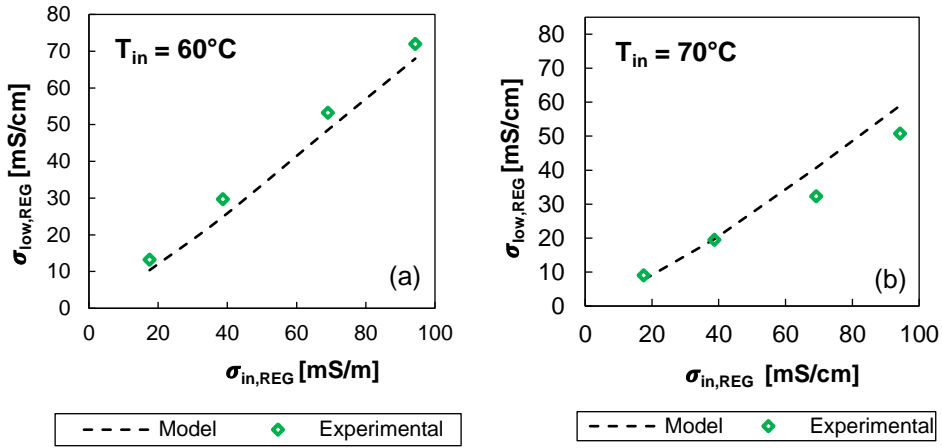 T_in = 60°C
σ_low,REG [mS/cm]
80
70
60
50
40
30
20
10
0
0 20 40 60 80 100
(a)
σ_in,REG [mS/m]
Model Experimental
T_in = 70°C
σ_low,REG [mS/cm]
80
70
60
50
40
30
20
10
0
0 20 40 60 80 100
(b)
σ_in,REG [mS/cm]
Model Experimental